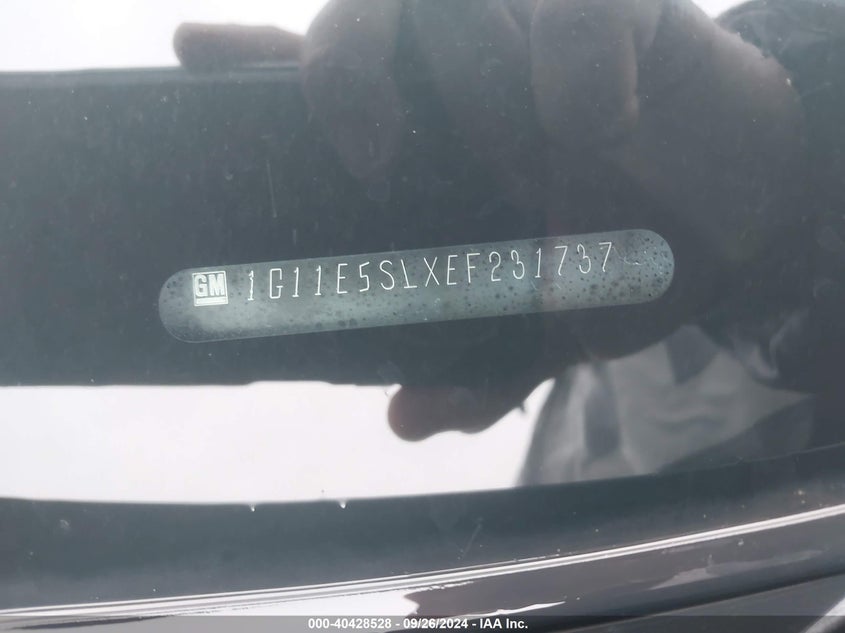 GM 1G11E5SLXEF231737
000-40428528 - 09/26/2024 - IAA Inc.